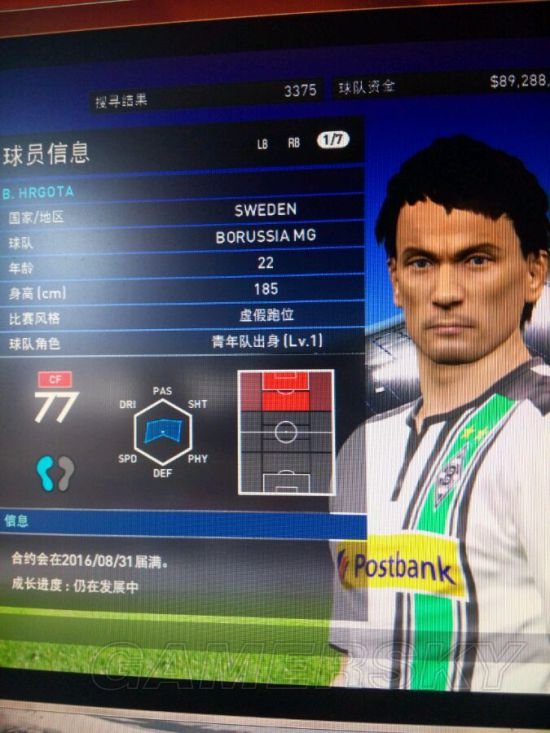 搜寻结果 3375 球队资金 $89,288,
球员信息 LB RB 1/7
B. HRGOTA
国家/地区 SWEDEN
球队 BORUSSIA MG
年龄 22
身高(cm) 185
比赛风格 虚假跑位
球队角色 青年队出身(Lv.1)
CF
77
PAS
DRI SHT
SPD PHY
DEF
信息
合约会在2016/08/31届满。
成长进度:仍在发展中
Postbank
GAMERSKY